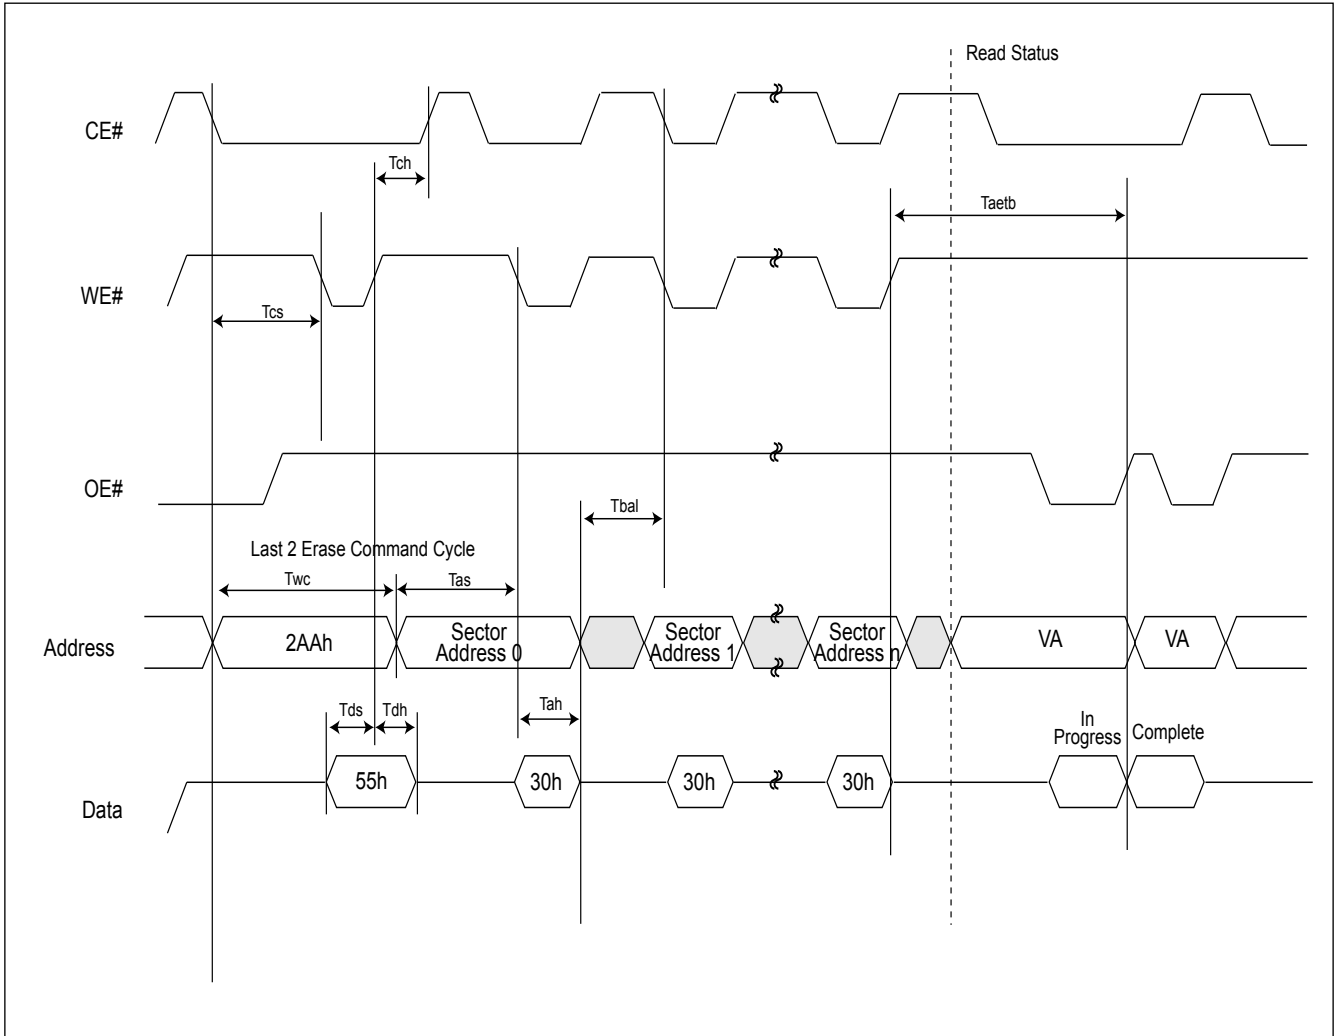 Read Status
CE#
Tch
Taetb
WE#
Tcs
OE#
Tbal
Last 2 Erase Command Cycle
Twc
Tas
Address
2AAh
Sector
Address 0
Sector
Address 1
Sector
Address n
VA
VA
Tds
Tdh
Tah
In
Progress
Complete
Data
55h
30h
30h
30h